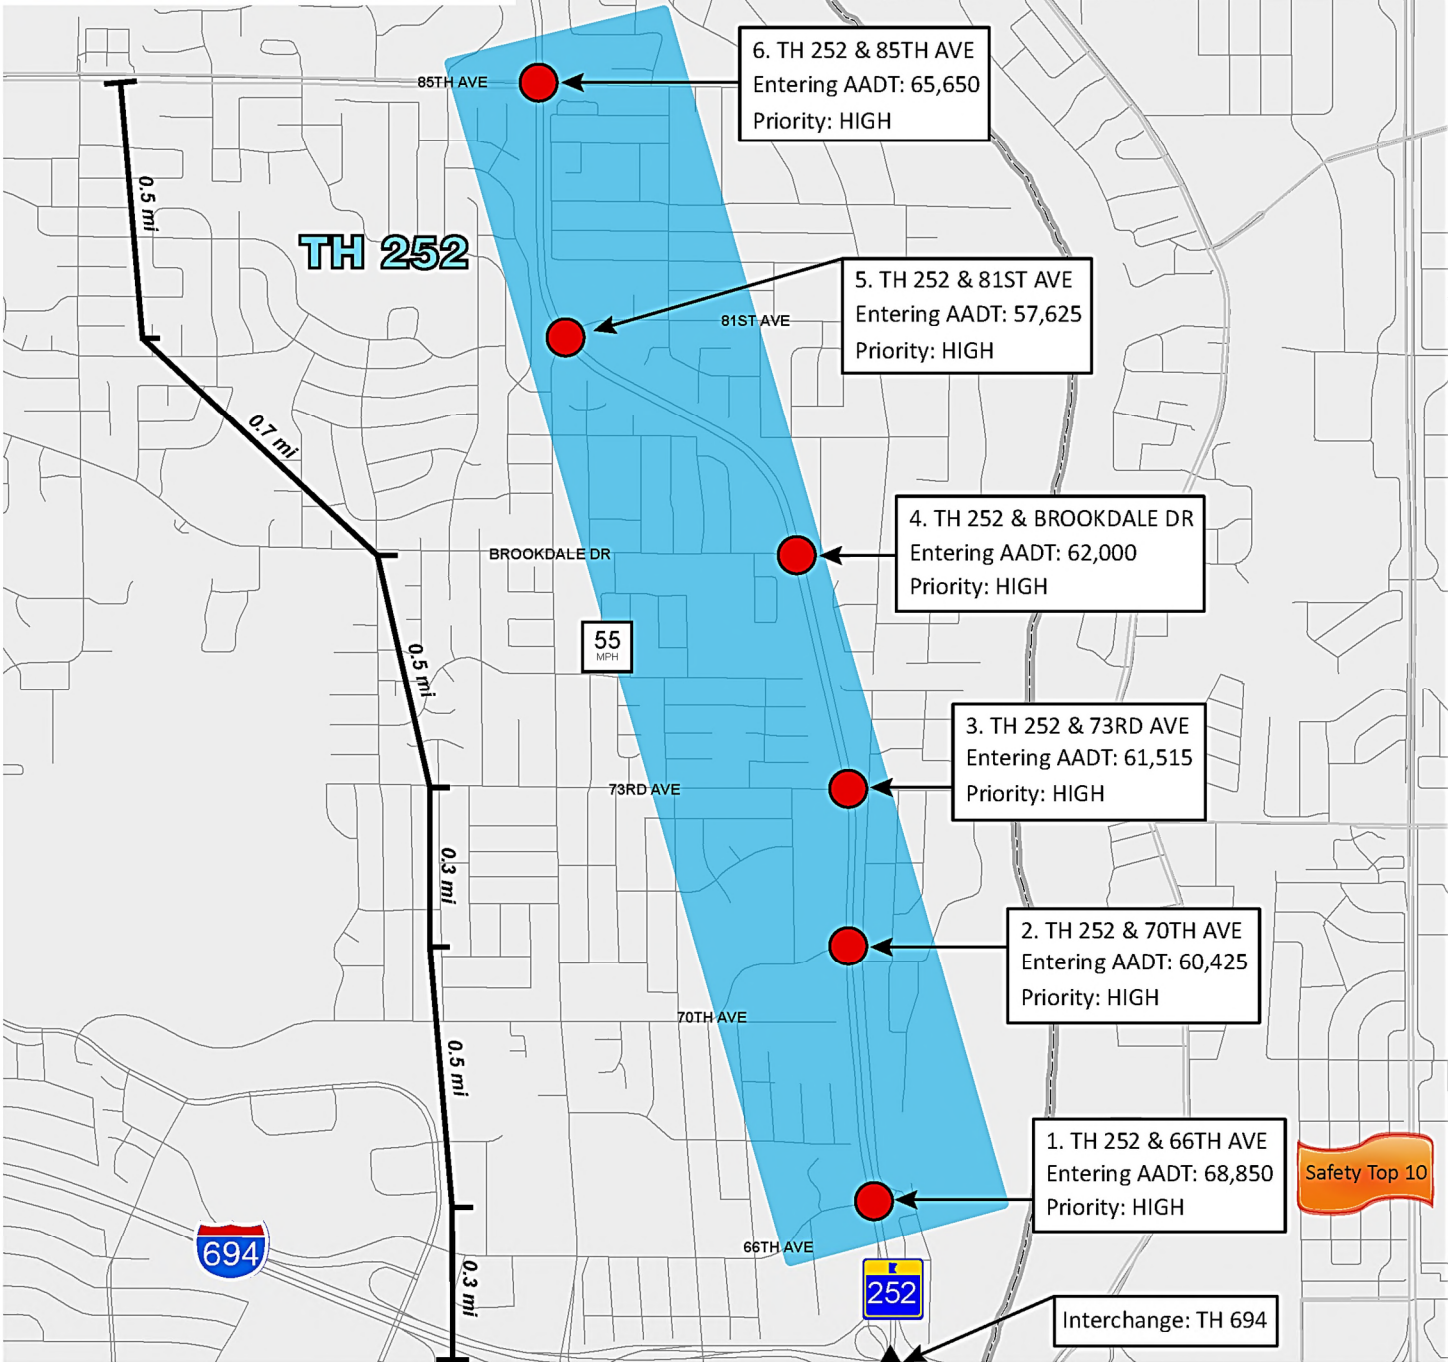 85TH AVE
6. TH 252 & 85TH AVE
Entering AADT: 65,650
Priority: HIGH
0.5 mi
TH 252
5. TH 252 & 81ST AVE
Entering AADT: 57,625
Priority: HIGH
81ST AVE
0.7 mi
4. TH 252 & BROOKDALE DR
Entering AADT: 62,000
Priority: HIGH
BROOKDALE DR
55
MPH
0.5 mi
3. TH 252 & 73RD AVE
Entering AADT: 61,515
Priority: HIGH
73RD AVE
0.3 mi
2. TH 252 & 70TH AVE
Entering AADT: 60,425
Priority: HIGH
70TH AVE
0.5 mi
1. TH 252 & 66TH AVE
Entering AADT: 68,850
Priority: HIGH
Safety Top 10
66TH AVE
694
252
0.3 mi
Interchange: TH 694